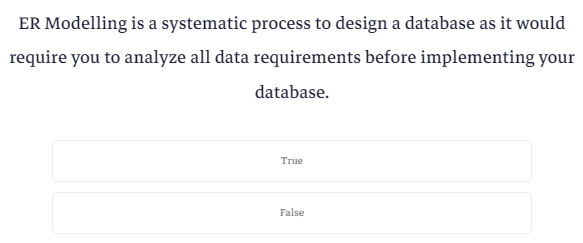 ER Modelling is a systematic process to design a database as it would
require you to analyze all data requirements before implementing your
database.
True
False